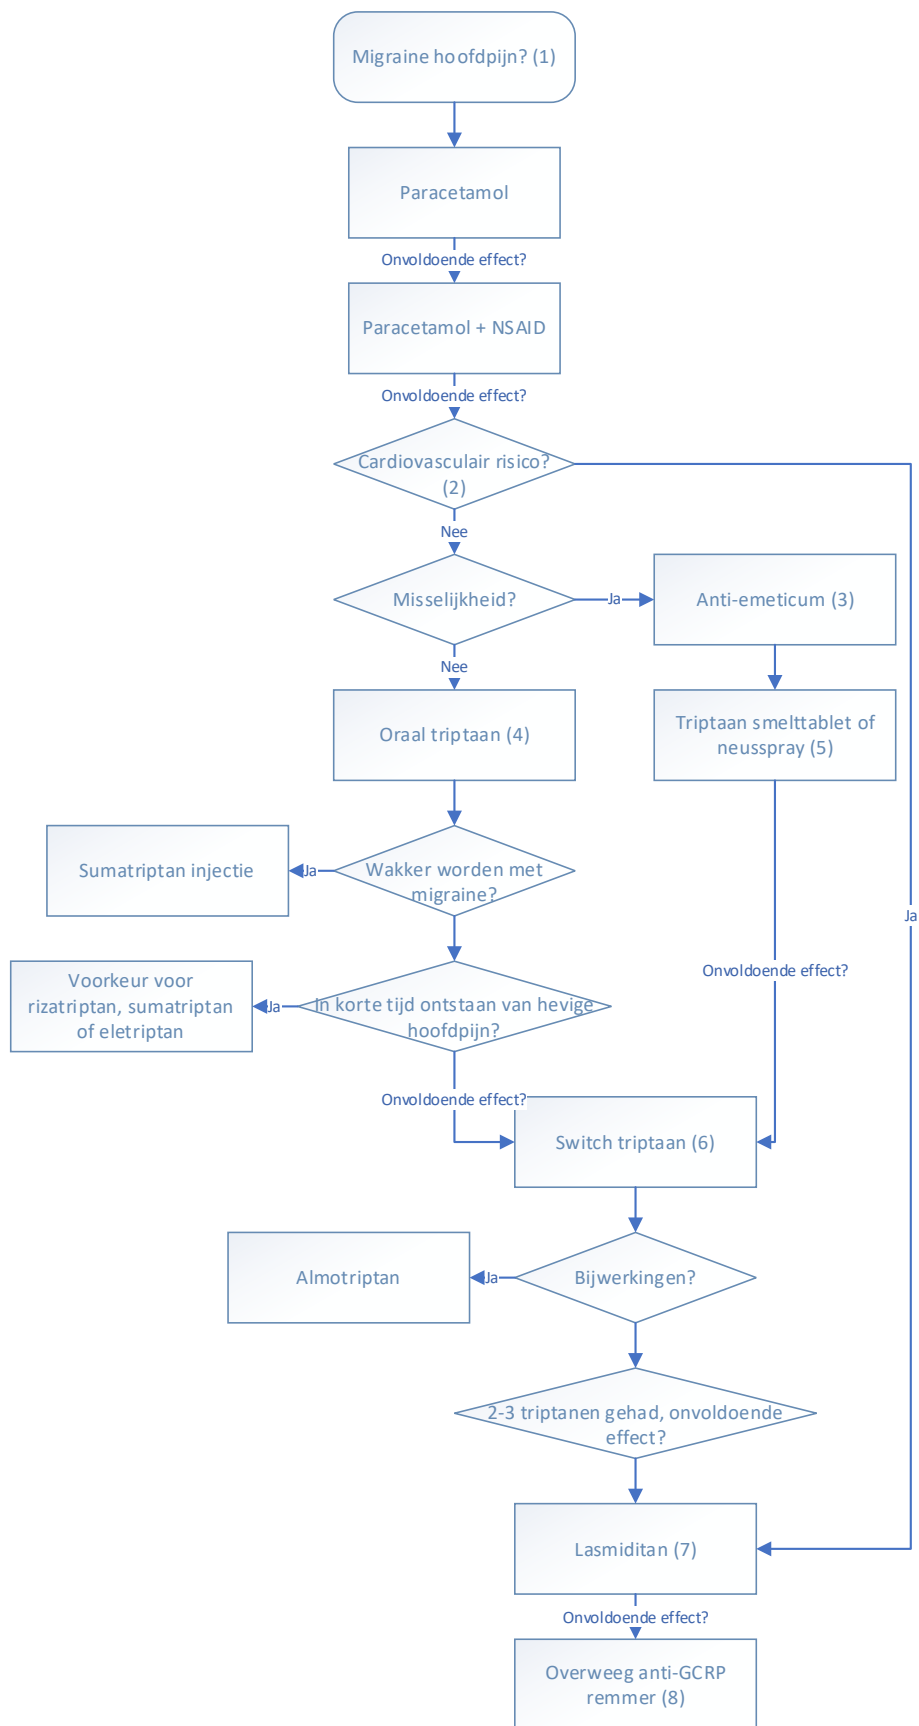 Migraine hoofdpijn? (1)
Paracetamol
Onvoldoende effect?
Paracetamol + NSAID
Onvoldoende effect?
Cardiovasculair risico?
(2)
Nee
Misselijkheid?
Ja
Anti-emeticum (3)
Nee
Oraal triptaan (4)
Triptaan smelttablet of
neusspray (5)
Wakker worden met
migraine?
Ja
Sumatriptan injectie
Ja
In korte tijd ontstaan van hevige
hoofdpijn?
Ja
Voorkeur voor
rizatriptan, sumatriptan
of eletriptan
Onvoldoende effect?
Onvoldoende effect?
Switch triptaan (6)
Bijwerkingen?
Ja
Almotriptan
2-3 triptanen gehad, onvoldoende
effect?
Lasmiditan (7)
Onvoldoende effect?
Overweeg anti-GCRP
remmer (8)